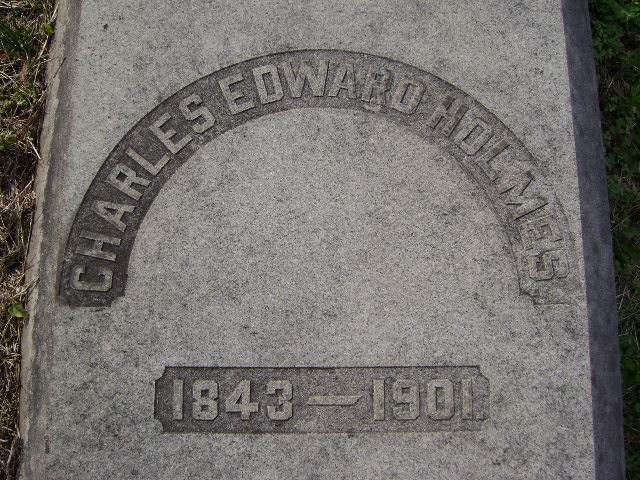 CHARLES EDWARD HOLMES
1843 — 1901.